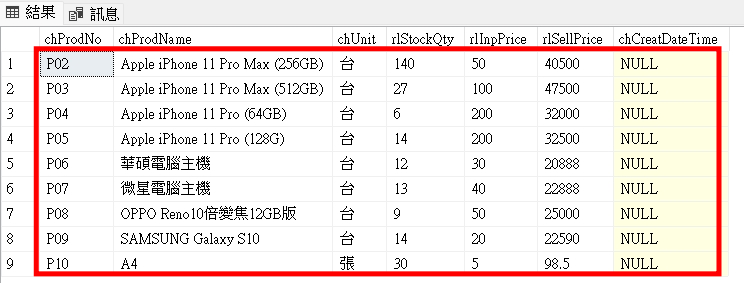 結果 訊息
chProdNo chProdName chUnit rlStockQty rlInpPrice rlSellPrice chCreatDateTime
1 P02 Apple iPhone 11 Pro Max (256GB) 台 140 50 40500 NULL
2 P03 Apple iPhone 11 Pro Max (512GB) 台 27 100 47500 NULL
3 P04 Apple iPhone 11 Pro (64GB) 台 6 200 32000 NULL
4 P05 Apple iPhone 11 Pro (128G) 台 14 200 32500 NULL
5 P06 華碩電腦主機 台 12 30 20888 NULL
6 P07 微星電腦主機 台 13 40 22888 NULL
7 P08 OPPO Reno10倍變焦12GB版 台 9 50 25000 NULL
8 P09 SAMSUNG Galaxy S10 台 14 20 22590 NULL
9 P10 A4 張 30 5 98.5 NULL